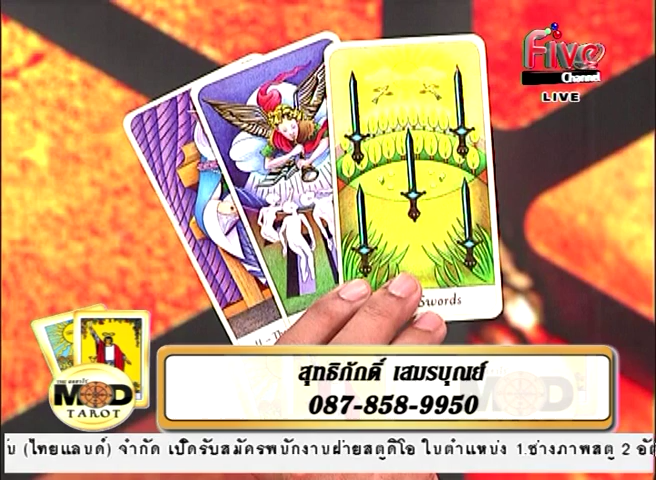 Five
Channel
LIVE
Swords
MD
TAROT
สุทธิภักดิ์ เสมรบุณย์
087-858-9950
(ไทยแลนด์) จำกัด เปิดรับสมัครพนักงานฝ่ายสตูดิโอ ในตำแหน่ง 1.ช่างภาพสตู 2